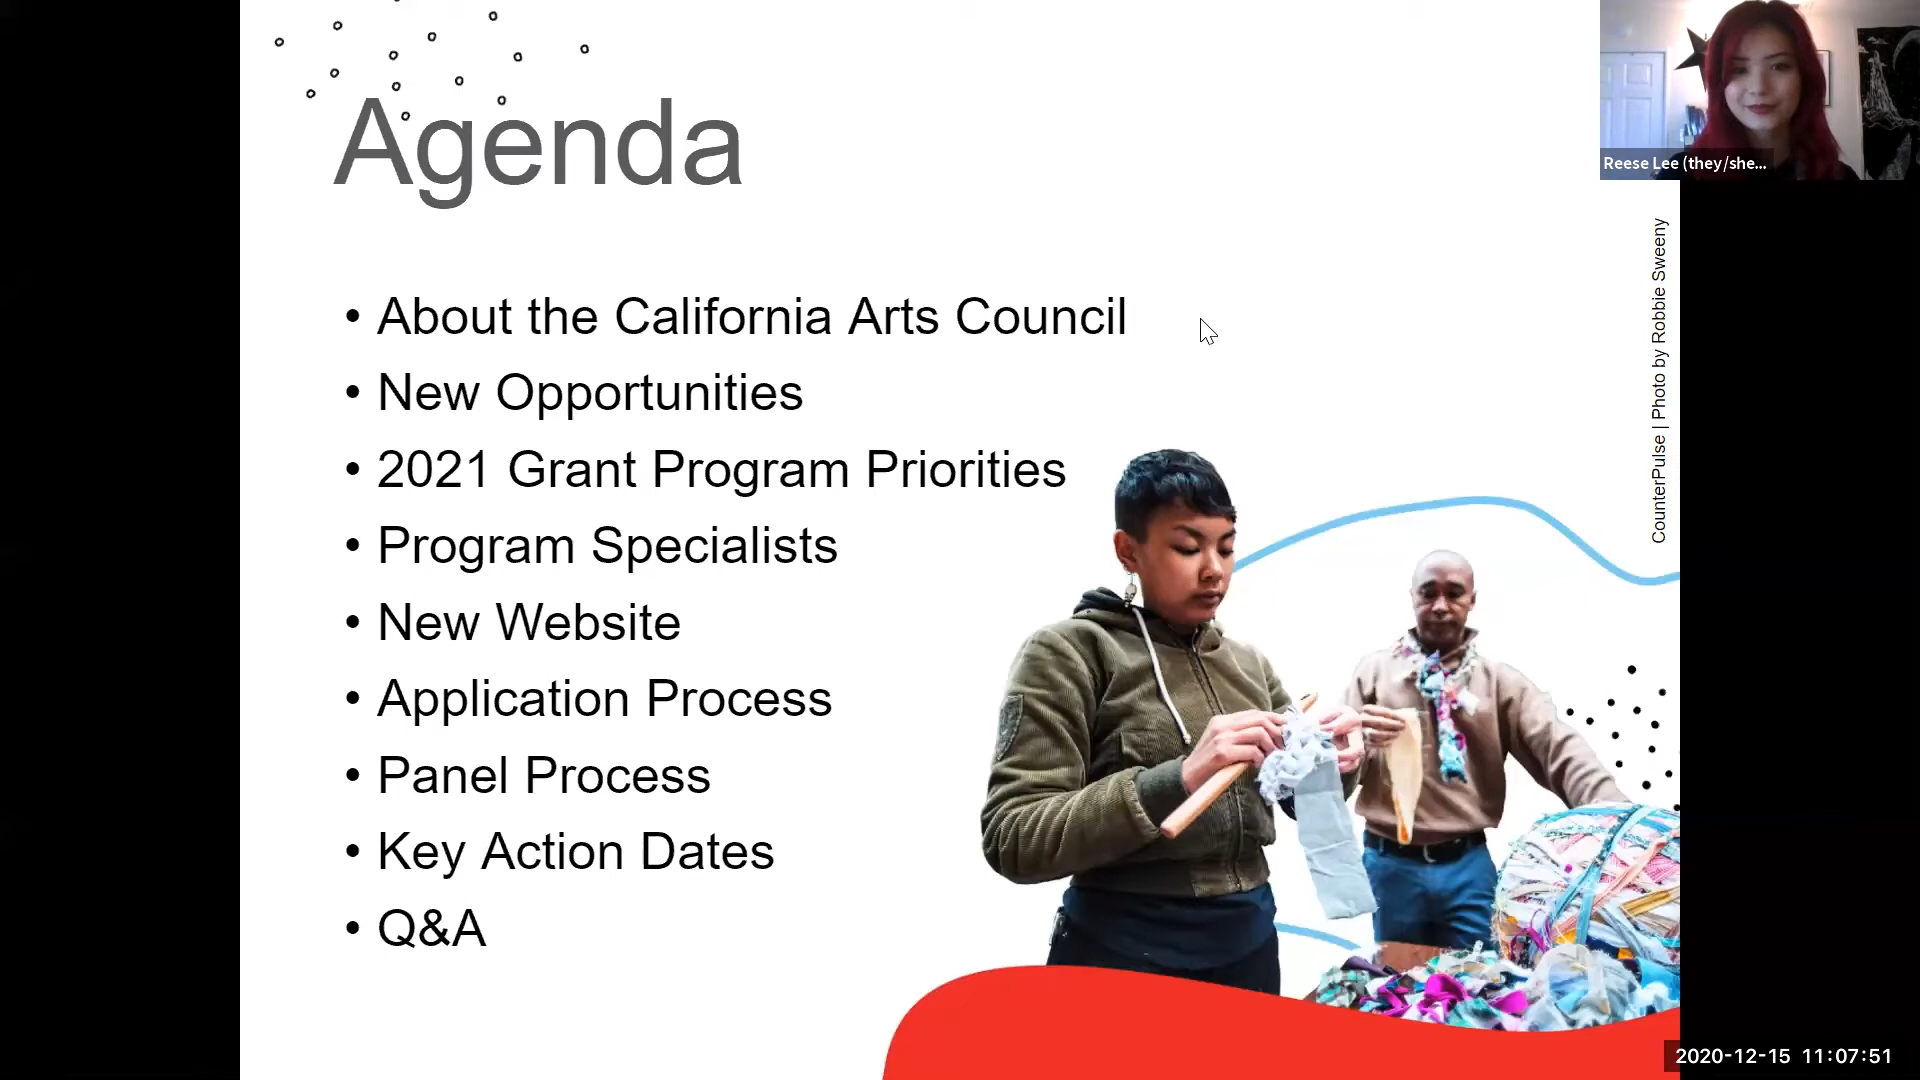 Agenda
• About the California Arts Council
• New Opportunities
• 2021 Grant Program Priorities
• Program Specialists
• New Website
• Application Process
• Panel Process
• Key Action Dates
• Q&A
Reese Lee (they/she...
CounterPulse | Photo by Robbie Sweeny
2020-12-15 11:07:51